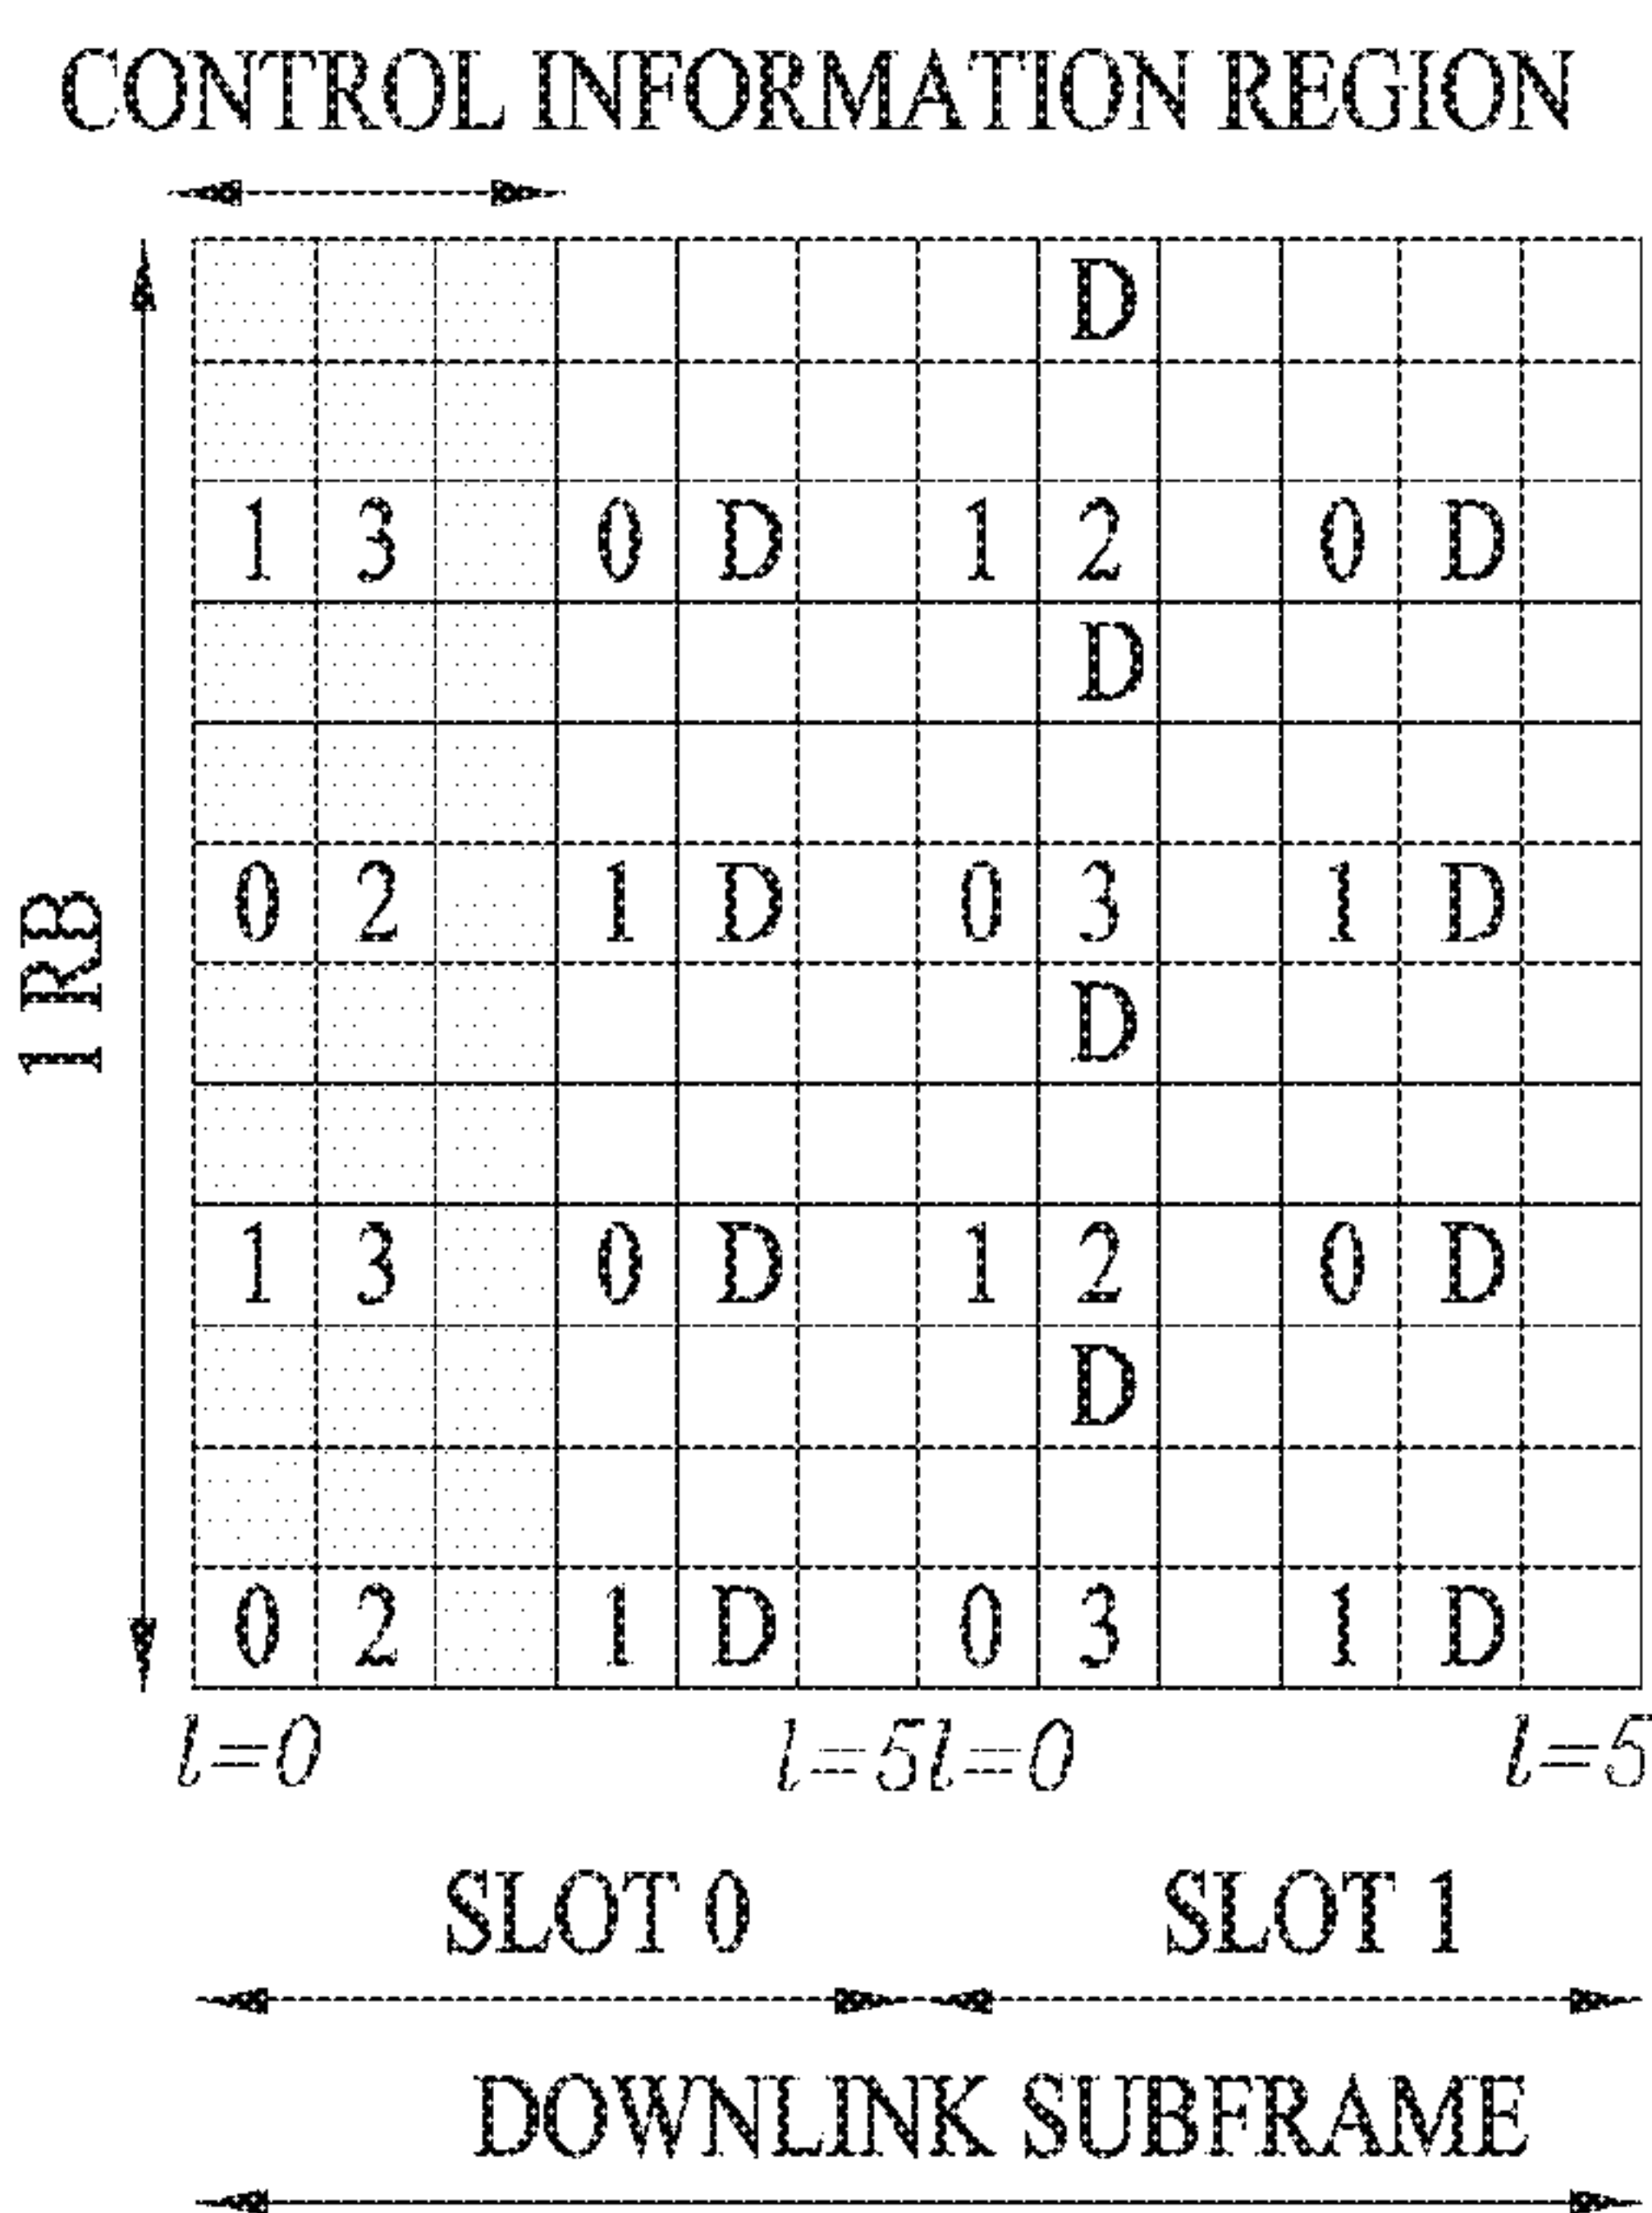 CONTROL INFORMATION REGION
D
1 3 0 D 1 2 0 D
D
0 2 1 D 0 3 1 D
D
1 3 0 D 1 2 0 D
D
0 2 1 D 0 3 1 D
1 RB
l=0 l=5 l=0 l=5
SLOT 0 SLOT 1
DOWNLINK SUBFRAME